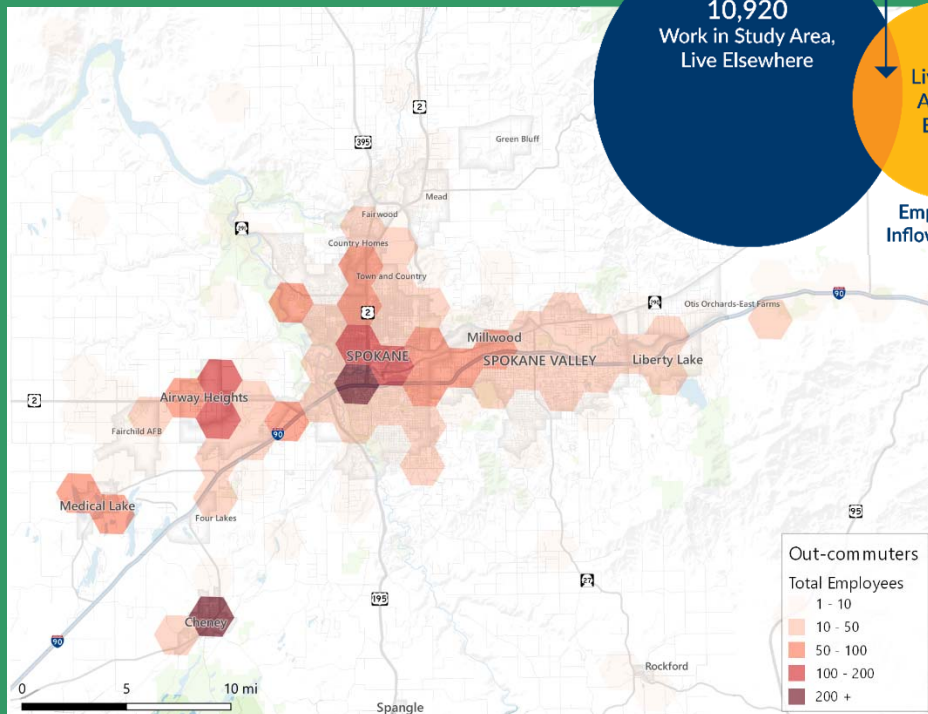 10,920
Work in Study Area,
Live Elsewhere
Emp
Inflov
2
395
Green Bluff
Mead
Fairwood
291
Country Homes
Town and Country
2
290
Otis Orchards-East Farms
90
Millwood
SPOKANE
SPOKANE VALLEY
Liberty Lake
2
Airway Heights
Fairchild AFB
90
Medical Lake
Four Lakes
95
27
195
Cheney
90
Rockford
Spangle
0 5 10 mi
Out-commuters
Total Employees
1 - 10
10 - 50
50 - 100
100 - 200
200 +